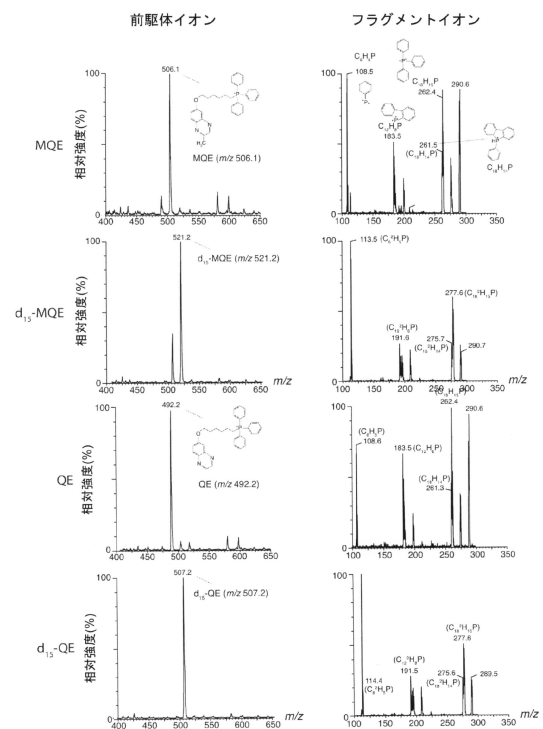 前駆体イオン
フラグメントイオン
MQE
相対強度(%)
100
0
506.1
MQE (m/z 506.1)
400 450 500 550 600 650
100
0
C₆H₅P
108.5
C₁₈H₁₅P
262.4
290.6
183.5
261.5
(C₁₈H₁₄P)
C₁₈H₁₄P
100 150 200 250 300 350
m/z
d₁₅-MQE
相対強度(%)
100
0
521.2
d₁₅-MQE (m/z 521.2)
400 450 500 550 600 650
100
0
113.5 (C₆²H₅P)
277.6 (C₁₈²H₁₅P)
191.6
275.7
290.7
100 150 200 250 300 350
m/z
QE
相対強度(%)
100
0
492.2
QE (m/z 492.2)
400 450 500 550 600 650
100
0
(C₆H₅P)
108.6
183.5 (C₁₂H₈P)
(C₁₈H₁₅P)
262.4
290.6
(C₁₈H₁₄P)
261.3
100 150 200 250 300 350
m/z
d₁₅-QE
相対強度(%)
100
0
507.2
d₁₅-QE (m/z 507.2)
400 450 500 550 600 650
100
0
114.4
(C₆²H₅P)
(C₁₂²H₈P)
191.5
(C₁₈²H₁₅P)
277.6
275.6
(C₁₈²H₁₄P)
289.5
100 150 200 250 300 350
m/z